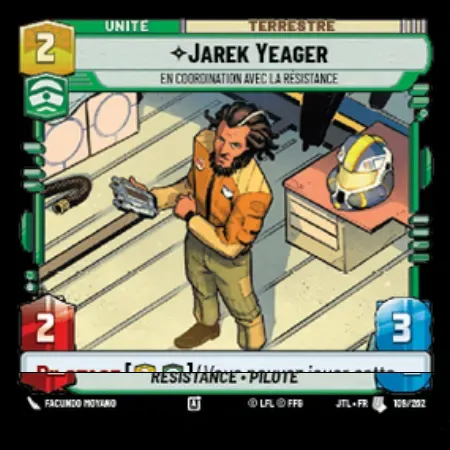 UNITÉ TERRESTRE
2
JAREK YEAGER
EN COORDINATION AVEC LA RÉSISTANCE
2
3
RÉSISTANCE • PILOTE
FACUNDO MOYANO Ⓐ © LFL © FFG JTL • FR 109/262